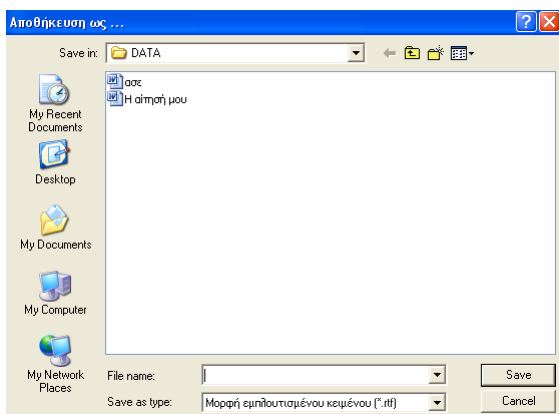 Αποθήκευση ως ...
Save in:
DATA
ασε
Η αίτησή μου
My Recent
Documents
Desktop
My Documents
My Computer
My Network
Places
File name:
Save
Save as type:
Μορφή εμπλουτισμένου κειμένου (*.rtf)
Cancel